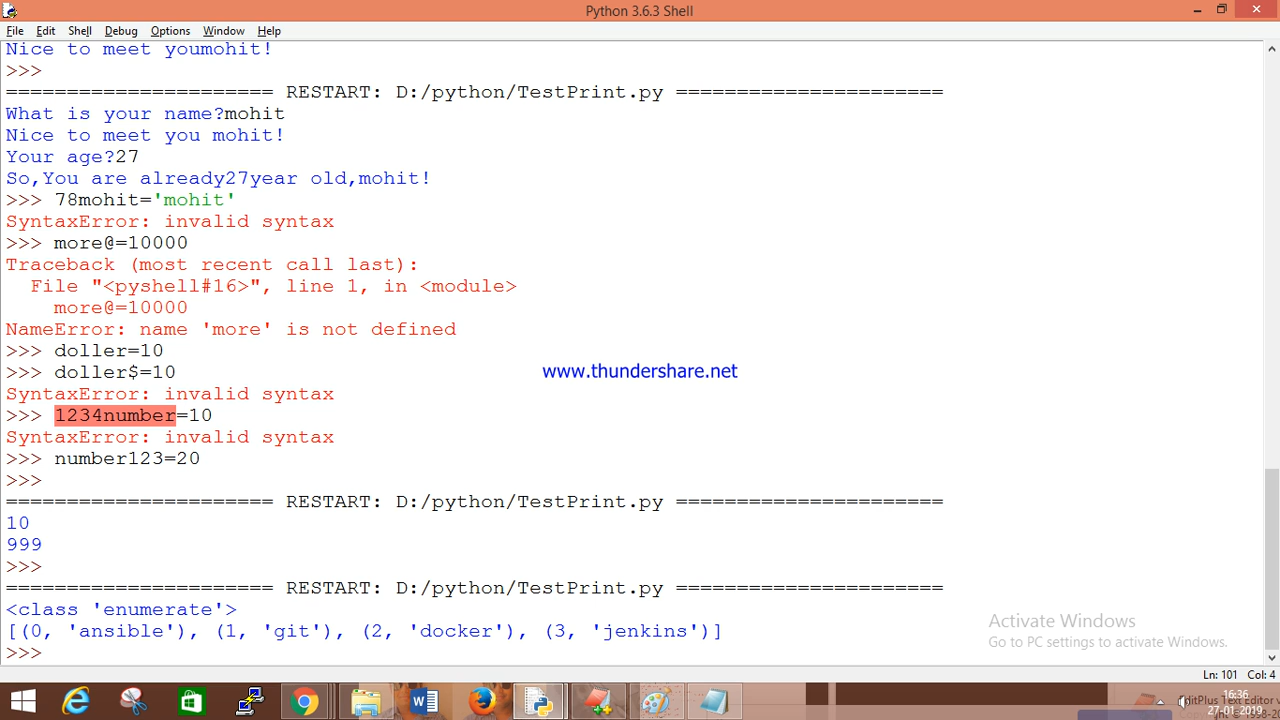 Python 3.6.3 Shell
File Edit Shell Debug Options Window Help
Nice to meet youmohit!
>>>
====================== RESTART: D:/python/TestPrint.py ======================
What is your name?mohit
Nice to meet you mohit!
Your age?27
So,You are already27year old,mohit!
>>> 78mohit='mohit'
SyntaxError: invalid syntax
>>> more@=10000
Traceback (most recent call last):
  File "<pyshell#16>", line 1, in <module>
    more@=10000
NameError: name 'more' is not defined
>>> doller=10
>>> doller$=10
SyntaxError: invalid syntax
>>> 1234number=10
SyntaxError: invalid syntax
>>> number123=20
>>>
====================== RESTART: D:/python/TestPrint.py ======================
10
999
>>>
====================== RESTART: D:/python/TestPrint.py ======================
<class 'enumerate'>
[(0, 'ansible'), (1, 'git'), (2, 'docker'), (3, 'jenkins')]
>>>
www.thundershare.net
Activate Windows
Go to PC settings to activate Windows.
Ln: 101 Col: 4
16:36
27-01-2019